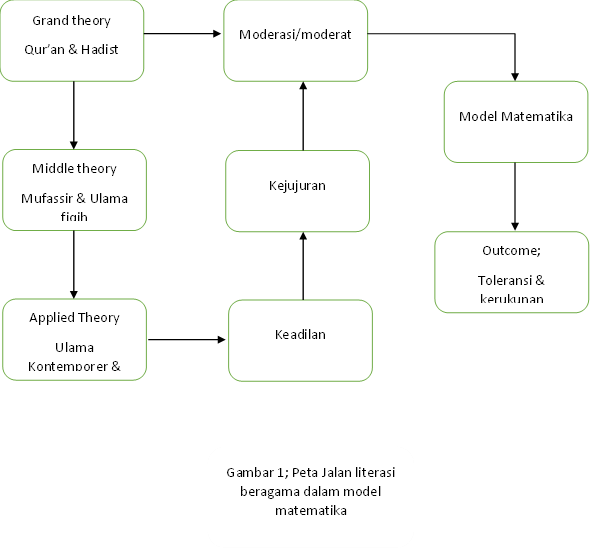 Grand theory
Qur'an & Hadist
Moderasi/moderat
Model Matematika
Middle theory
Mufassir & Ulama
fiqih
Kejujuran
Outcome;
Toleransi &
kerukunan
Applied Theory
Ulama
Kontemporer &
Keadilan
Gambar 1; Peta Jalan literasi
beragama dalam model
matematika